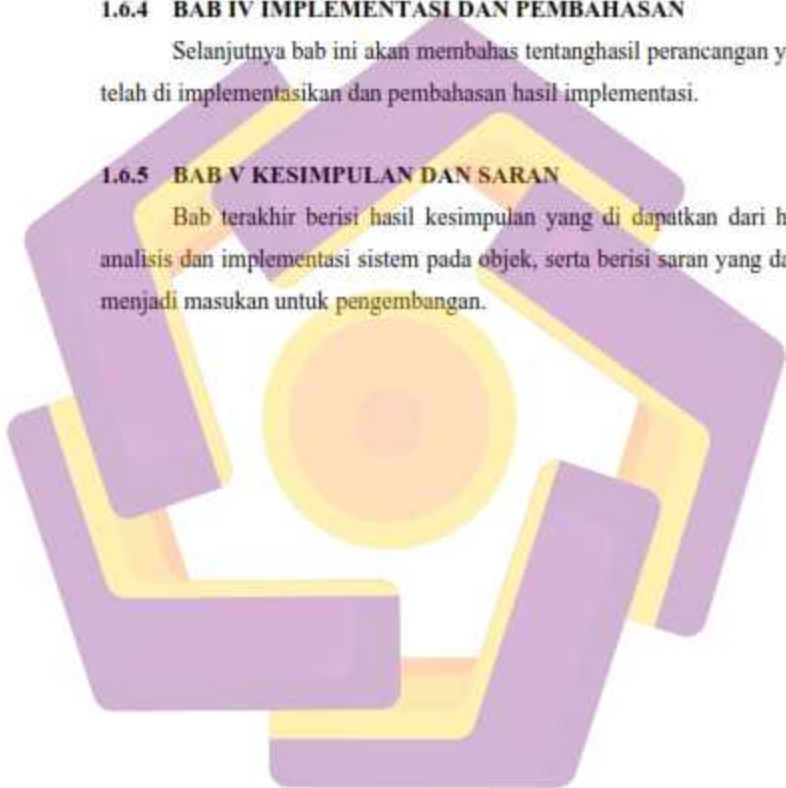 1.6.4 BAB IV IMPLEMENTASI DAN PEMBAHASAN
Selanjutnya bab ini akan membahas tentanghasil perancangan y
telah di implementasikan dan pembahasan hasil implementasi.
1.6.5 BAB V KESIMPULAN DAN SARAN
Bab terakhir berisi hasil kesimpulan yang di dapatkan dari h
analisis dan implementasi sistem pada objek, serta berisi saran yang da
menjadi masukan untuk pengembangan.